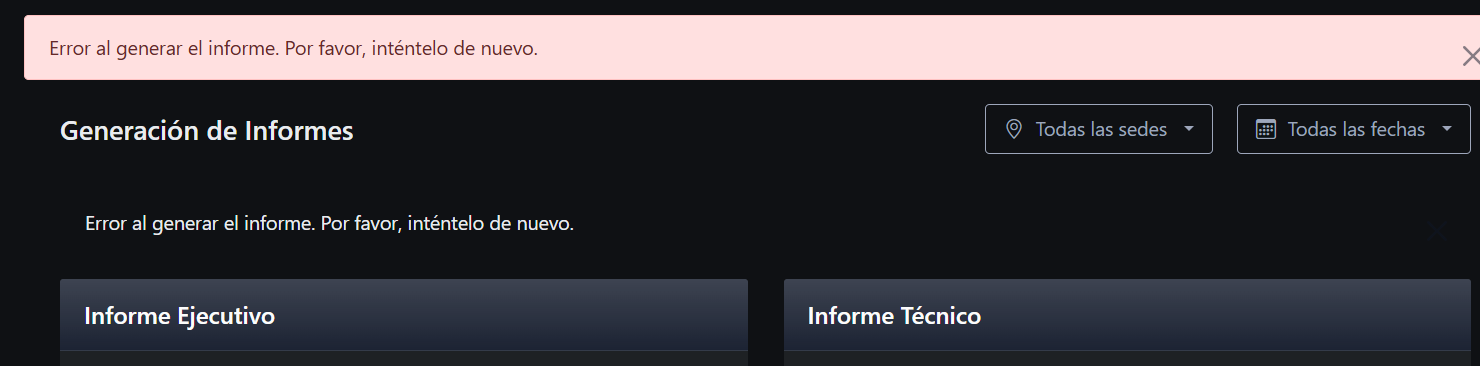 Error al generar el informe. Por favor, inténtelo de nuevo.
Generación de Informes
Todas las sedes
Todas las fechas
Error al generar el informe. Por favor, inténtelo de nuevo.
Informe Ejecutivo
Informe Técnico